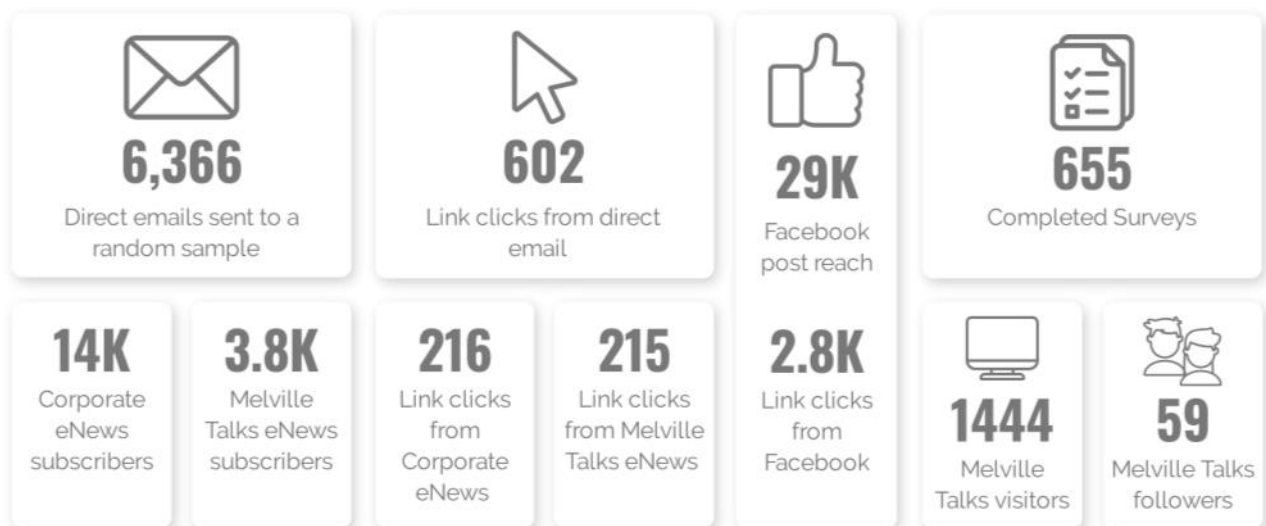 6,366
Direct emails sent to a
random sample
602
Link clicks from direct
email
29K
Facebook
post reach
655
Completed Surveys
14K
Corporate
eNews
subscribers
3.8K
Melville
Talks eNews
subscribers
216
Link clicks
from
Corporate
eNews
215
Link clicks
from Melville
Talks eNews
2.8K
Link clicks
from
Facebook
1444
Melville
Talks visitors
59
Melville Talks
followers